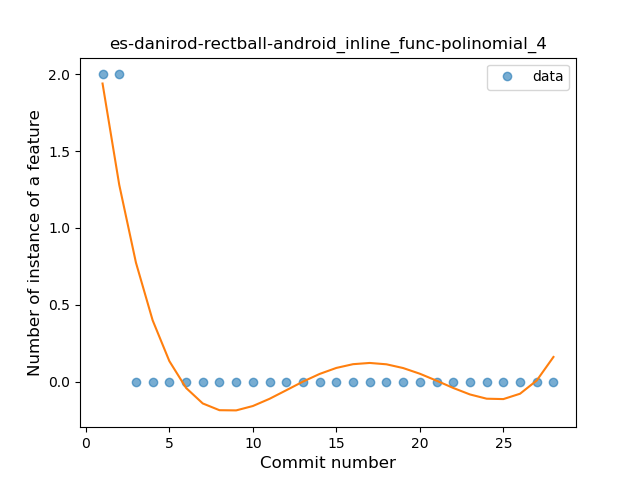 es-danirod-rectball-android_inline_func-polinomial_4
data
Number of instance of a feature
2.0
1.5
1.0
0.5
0.0
0
5
10
15
20
25
Commit number